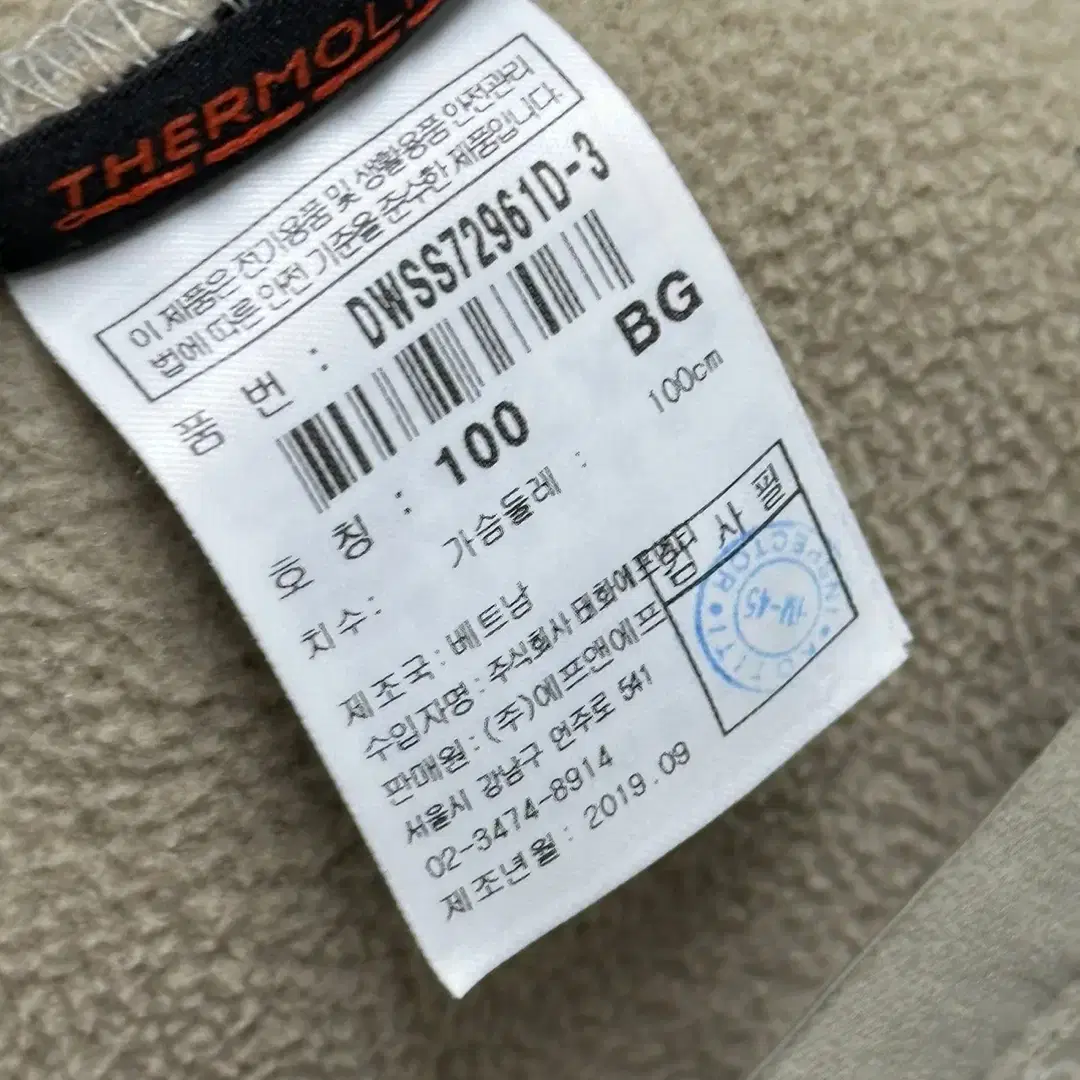 THERMOL
이 제품은 전기용품 및 생활용품 안전관리
법에 따른 안전 기준을 준수한 제품입니다.
품 번 : DWSS72961D-3
호 칭 : 100 BG
치수: 가슴둘레 : 100cm
제조국: 베트남
수입자명 : 주식회사 태화에프앤디
판매원 : (주)에프앤에프
서울시 강남구 언주로 541
02-3474-8914
제조년월 : 2019.09
검 사 필
INSPECTOR
KOTITI